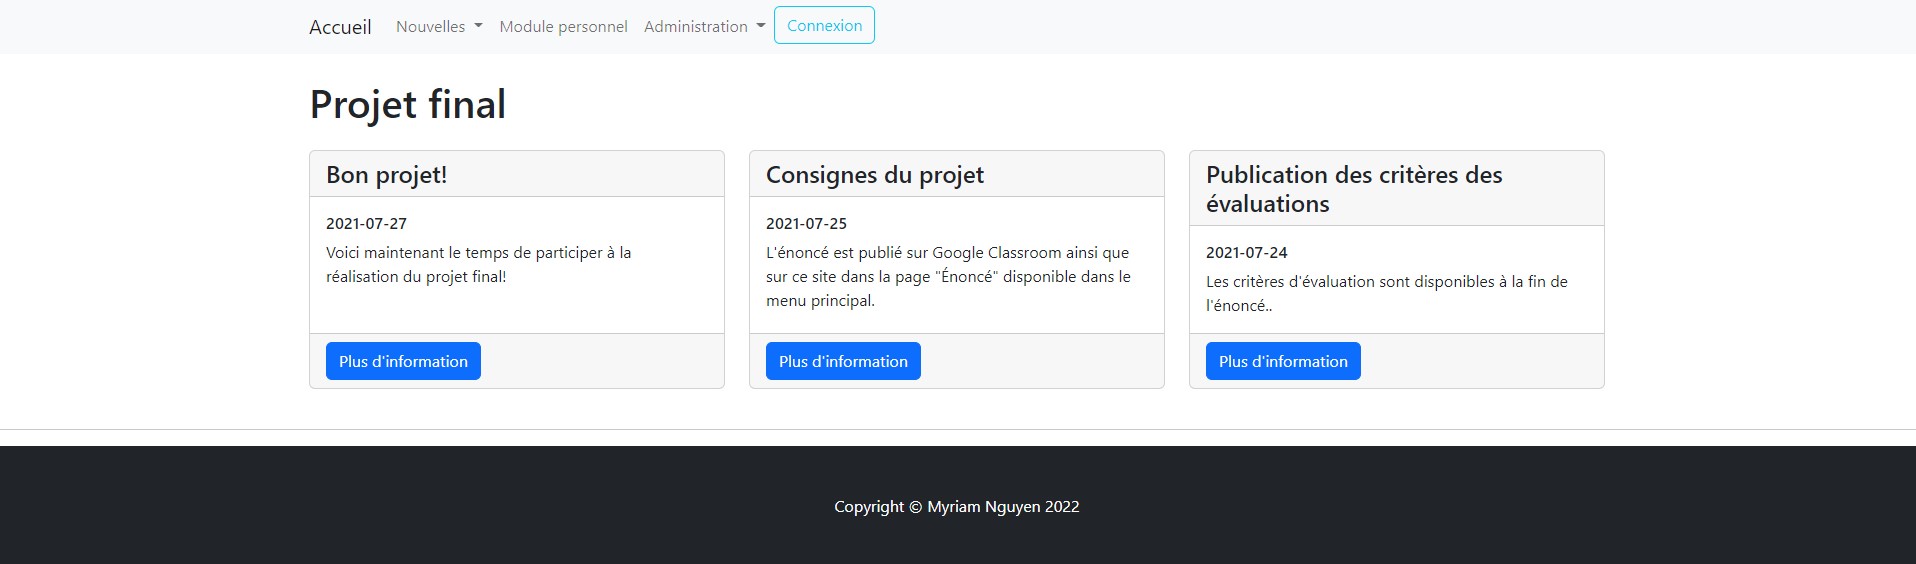 Accueil Nouvelles Module personnel Administration Connexion
Projet final
Bon projet!
2021-07-27
Voici maintenant le temps de participer à la
réalisation du projet final!
Plus d'information
Consignes du projet
2021-07-25
L'énoncé est publié sur Google Classroom ainsi que
sur ce site dans la page "Énoncé" disponible dans le
menu principal.
Plus d'information
Publication des critères des
évaluations
2021-07-24
Les critères d'évaluation sont disponibles à la fin de
l'énoncé..
Plus d'information
Copyright © Myriam Nguyen 2022